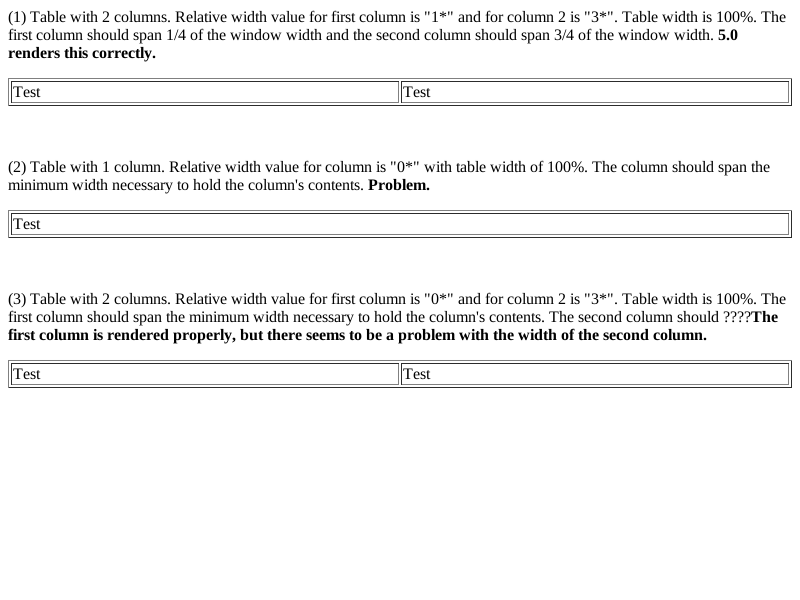 (1) Table with 2 columns. Relative width value for first column is "1*" and for column 2 is "3*". Table width is 100%. The
first column should span 1/4 of the window width and the second column should span 3/4 of the window width. 5.0
renders this correctly.
Test Test
(2) Table with 1 column. Relative width value for column is "0*" with table width of 100%. The column should span the
minimum width necessary to hold the column's contents. Problem.
Test
(3) Table with 2 columns. Relative width value for first column is "0*" and for column 2 is "3*". Table width is 100%. The
first column should span the minimum width necessary to hold the column's contents. The second column should ????The
first column is rendered properly, but there seems to be a problem with the width of the second column.
Test Test